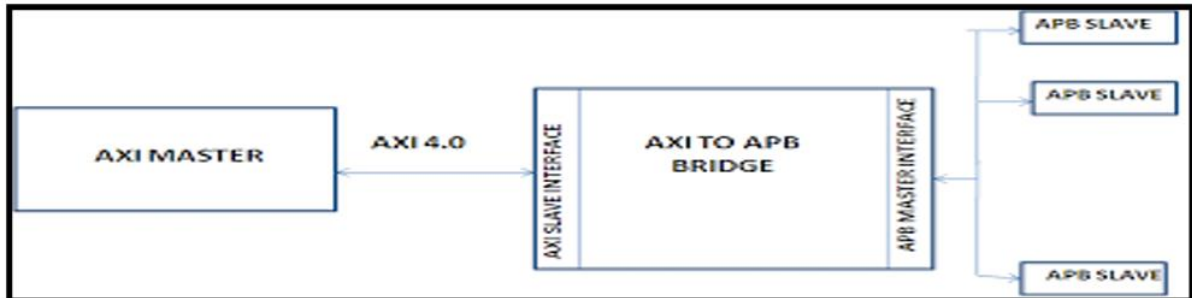 APB SLAVE
APB SLAVE
AXI MASTER
AXI 4.0
AXI SLAVE INTERFACE
AXI TO APB
BRIDGE
APB MASTER INTERFACE
APB SLAVE